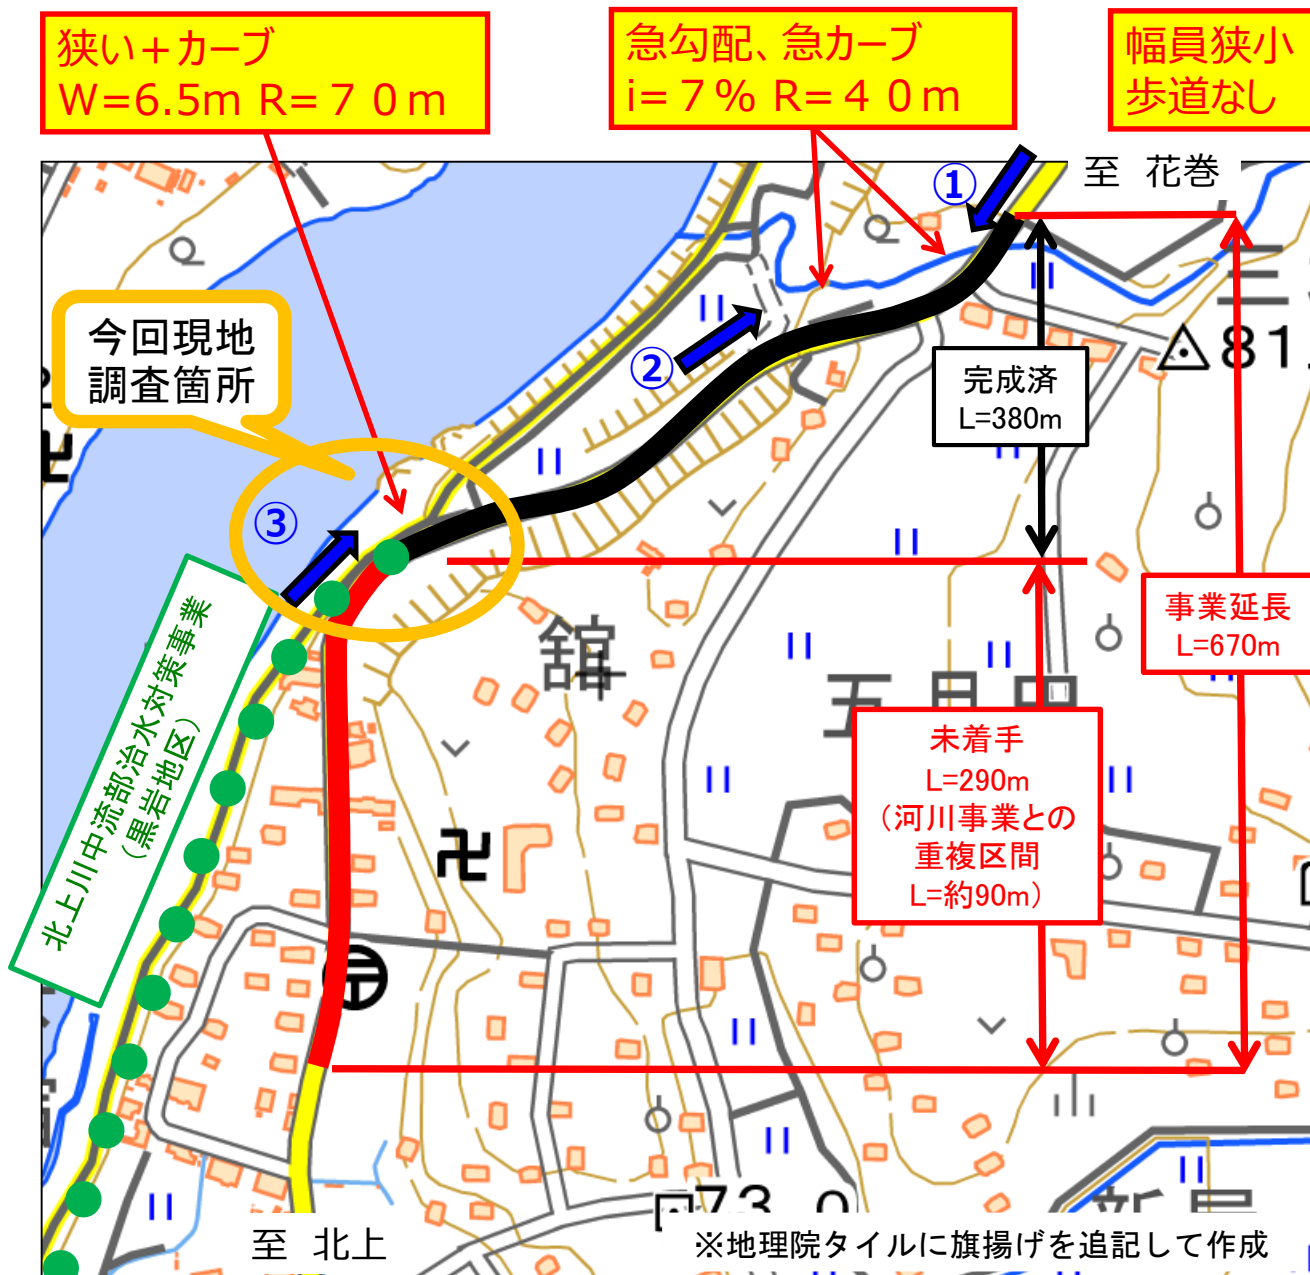 狭い＋カーブ
W=6.5m R=７０m
急勾配、急カーブ
i=７% R=４０m
幅員狭小
歩道なし
至 花巻
①
今回現地
調査箇所
②
81
完成済
L=380m
③
事業延長
L=670m
北上川中流部治水対策事業
（黒岩地区）
舘
未着手
L=290m
（河川事業との
重複区間
L=約90m）
至 北上
※地理院タイルに旗揚げを追記して作成